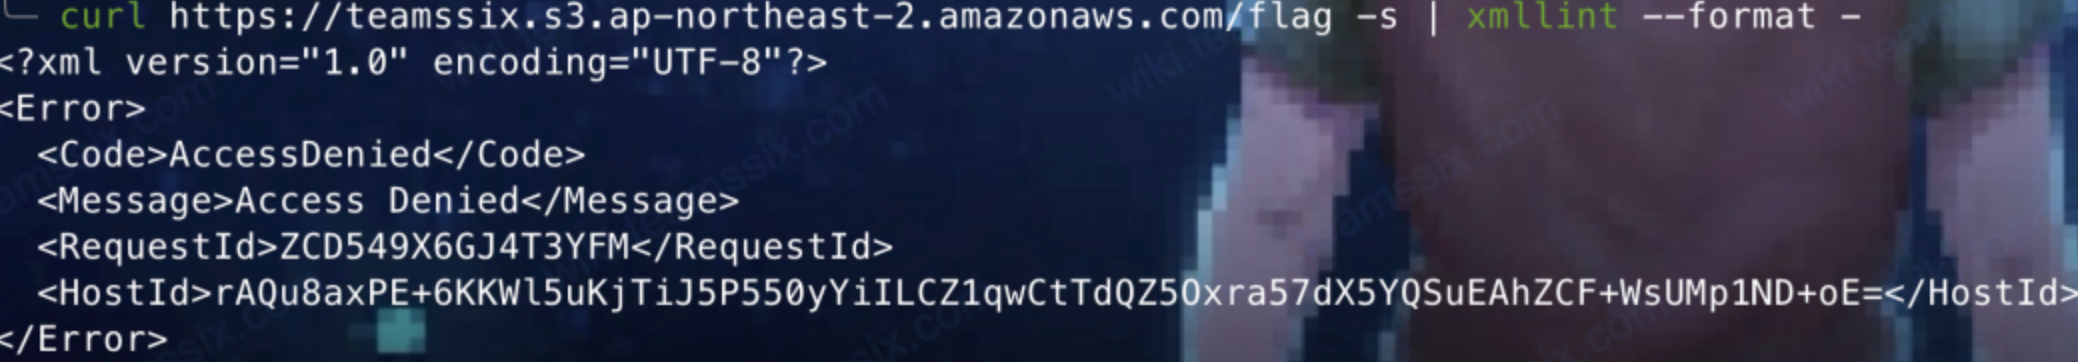 curl https://teamssix.s3.ap-northeast-2.amazonaws.com/flag -s | xmllint --format -
<?xml version="1.0" encoding="UTF-8"?>
<Error>
  <Code>AccessDenied</Code>
  <Message>Access Denied</Message>
  <RequestId>ZCD549X6GJ4T3YFM</RequestId>
  <HostId>rAQu8axPE+6KKWl5uKjTiJ5P550yYiILCZ1qwCtTdQZ5Oxra57dX5YQSuEAhZCF+WsUMp1ND+oE=</HostId>
</Error>